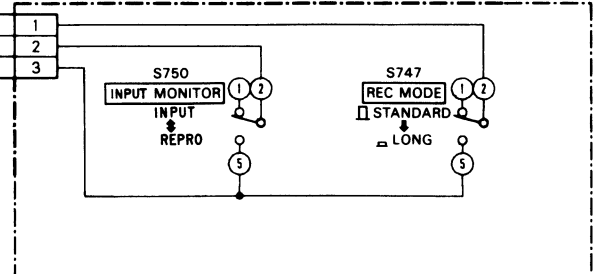 1
2
3
S750
INPUT MONITOR
INPUT
REPRO
1 2
5
S747
REC MODE
STANDARD
LONG
1 2
5